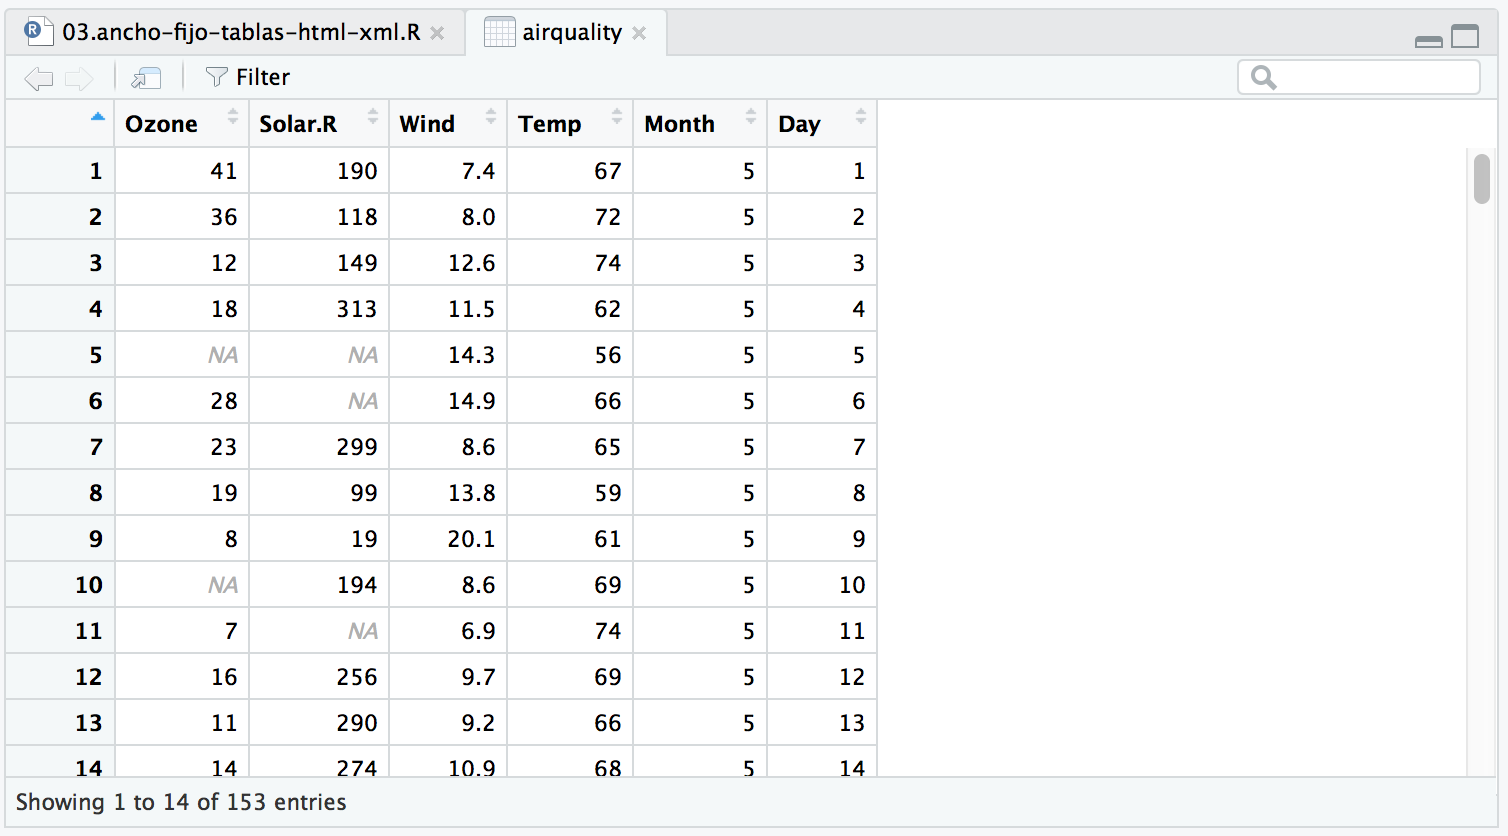 03.ancho-fijo-tablas-html-xml.R airquality
Filter
Ozone Solar.R Wind Temp Month Day
1 41 190 7.4 67 5 1
2 36 118 8.0 72 5 2
3 12 149 12.6 74 5 3
4 18 313 11.5 62 5 4
5 NA NA 14.3 56 5 5
6 28 NA 14.9 66 5 6
7 23 299 8.6 65 5 7
8 19 99 13.8 59 5 8
9 8 19 20.1 61 5 9
10 NA 194 8.6 69 5 10
11 7 NA 6.9 74 5 11
12 16 256 9.7 69 5 12
13 11 290 9.2 66 5 13
14 14 274 10.9 68 5 14
Showing 1 to 14 of 153 entries